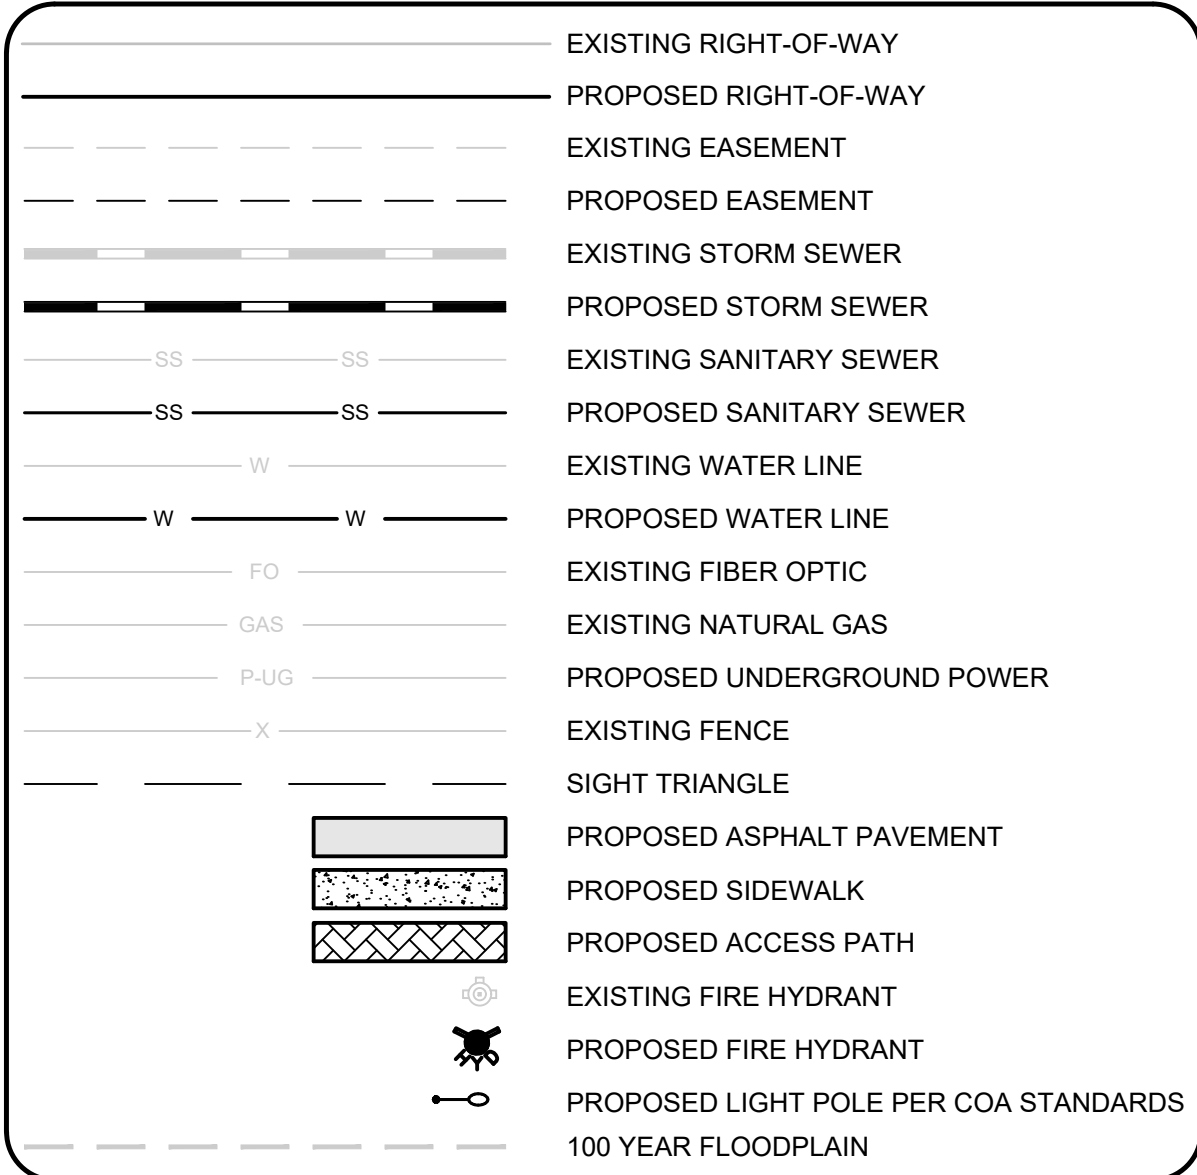 EXISTING RIGHT-OF-WAY
PROPOSED RIGHT-OF-WAY
EXISTING EASEMENT
PROPOSED EASEMENT
EXISTING STORM SEWER
PROPOSED STORM SEWER
SS SS EXISTING SANITARY SEWER
SS SS PROPOSED SANITARY SEWER
W EXISTING WATER LINE
W W PROPOSED WATER LINE
FO EXISTING FIBER OPTIC
GAS EXISTING NATURAL GAS
P-UG PROPOSED UNDERGROUND POWER
X EXISTING FENCE
SIGHT TRIANGLE
PROPOSED ASPHALT PAVEMENT
PROPOSED SIDEWALK
PROPOSED ACCESS PATH
EXISTING FIRE HYDRANT
HYD PROPOSED FIRE HYDRANT
PROPOSED LIGHT POLE PER COA STANDARDS
100 YEAR FLOODPLAIN